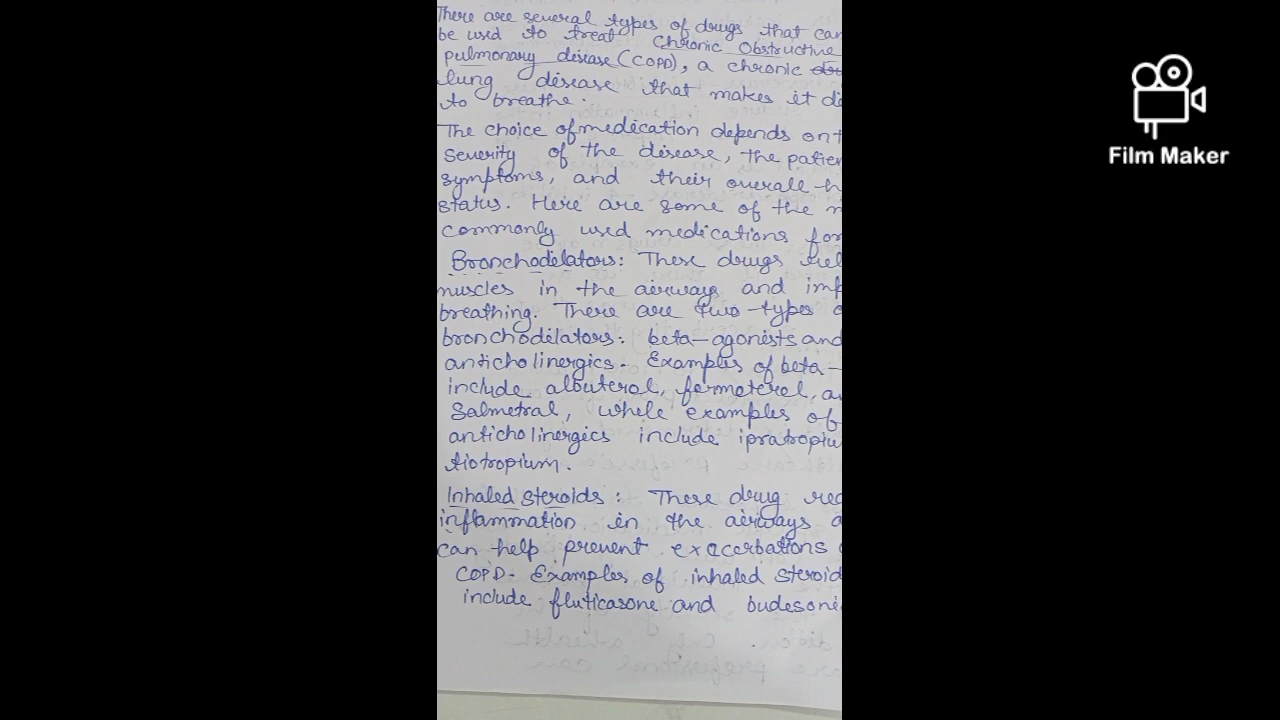 There are several types of drugs that can
be used to treat Chronic Obstructive
pulmonary disease (COPD), a chronic
lung disease that makes it
to breathe.
The choice of medication depends on
Severity of the disease, the
symptoms, and their overall
status. Here are some of the
commonly used medications for
Bronchodilators: These drugs
muscles in the airways and
breathing. There are two types
bronchodilators: beta-agonists and
anticholinergics. Examples of beta-
include albuteral, formeteral,
Salmetral, while examples of
anticholinergics include
tiotropium.
Inhaled steroids: These drug
inflammation in the airways
can help prevent exacerbations
COPD. Examples of inhaled steroid
include fluticasone and
Film Maker